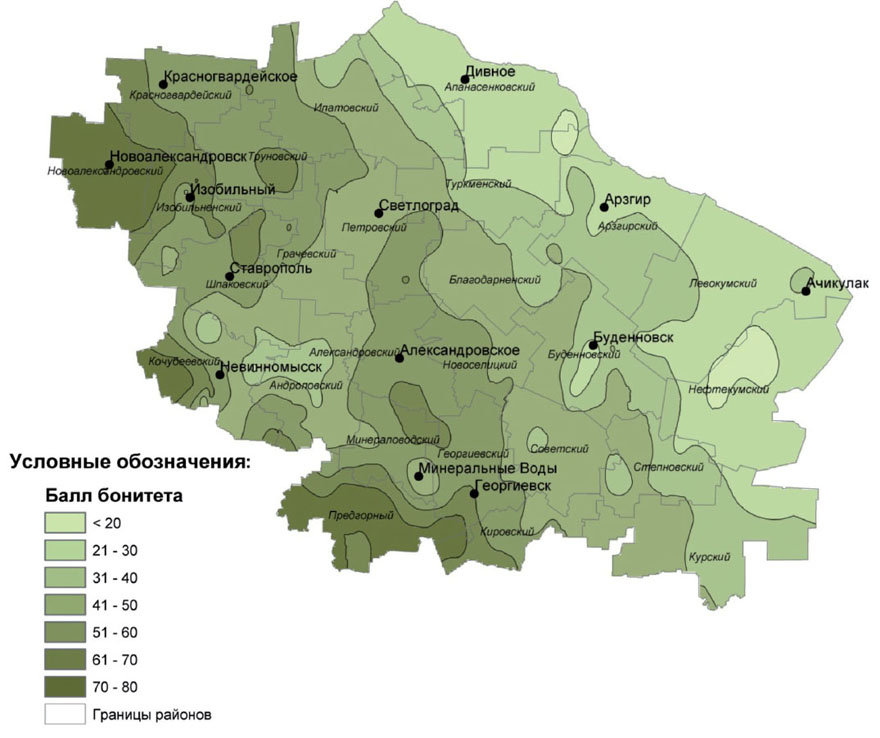 Дивное
Апанасенковский
Красногвардейское
Красногвардейский
Ипатовский
Новоалександровск
Труновский
Новоалександровский
Изобильный
Туркменский
Изобильненский
Светлоград
Арзгир
Петровский
Арзгирский
Грачевский
Ставрополь
Шпаковский
Благодарненский
Левокумский
Ачикулак
Буденновск
Александровский
Александровское
Буденновский
Кочубеевский
Невинномысск
Новоселицкий
Андроповский
Нефтекумский
Минераловодский
Георгиевский
Советский
Степновский
Минеральные Воды
Георгиевск
Предгорный
Кировский
Курский
Условные обозначения:
Балл бонитета
< 20
21 - 30
31 - 40
41 - 50
51 - 60
61 - 70
70 - 80
Границы районов